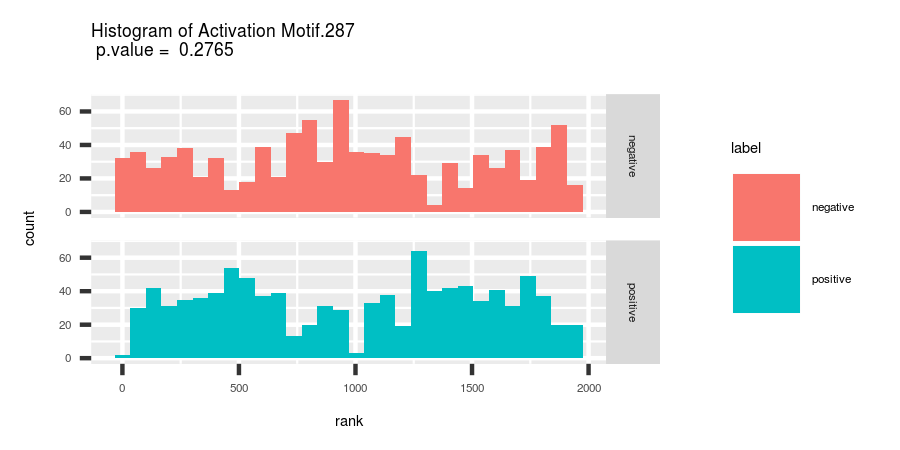 Histogram of Activation Motif.287
p.value = 0.2765
count
60
40
20
0
negative
60
40
20
0
positive
0 500 1000 1500 2000
rank
label
negative
positive